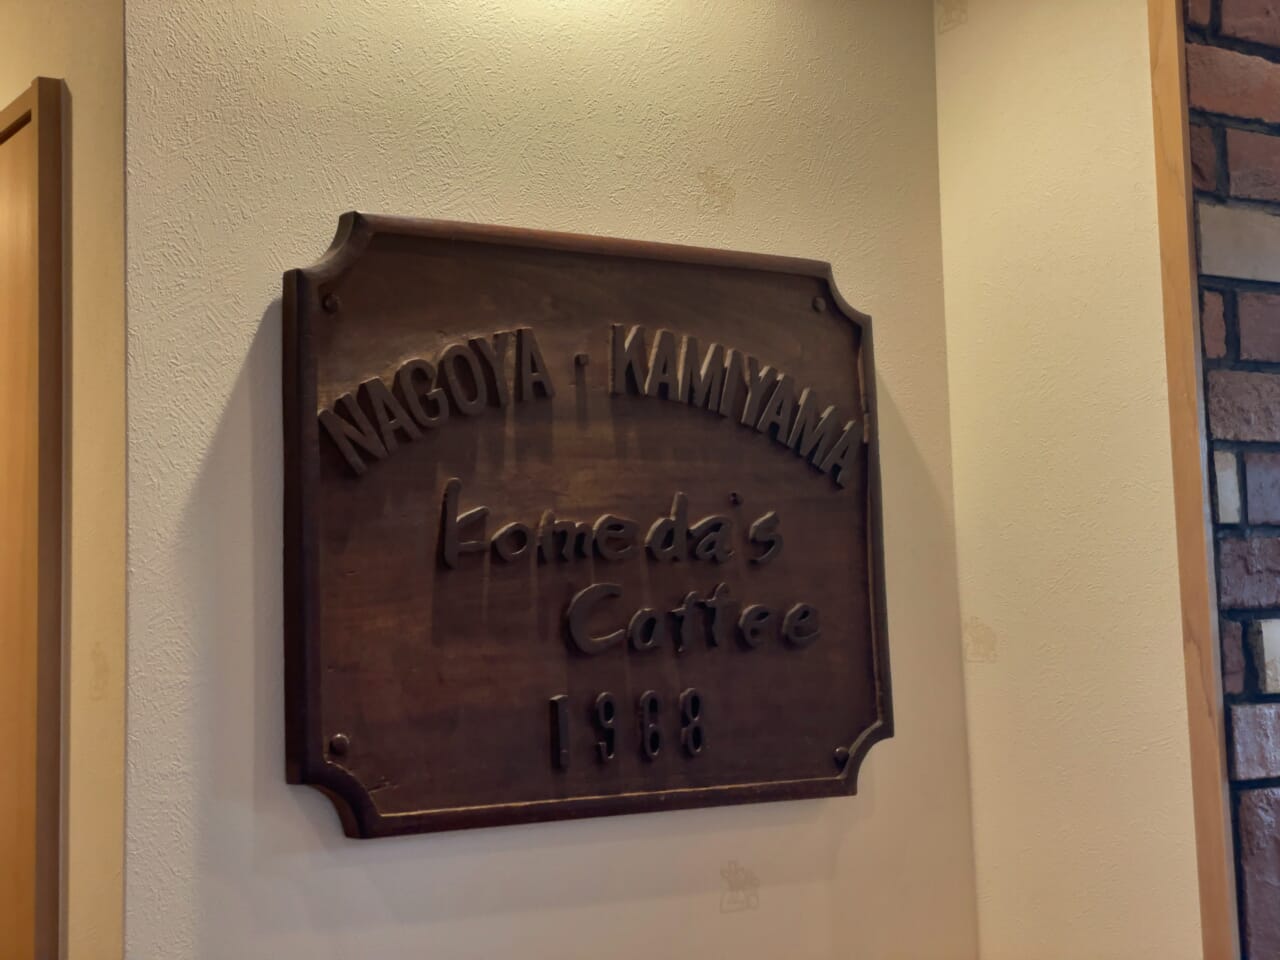 NAGOYA · KAMIYAMA
Komeda's
Coffee
1968